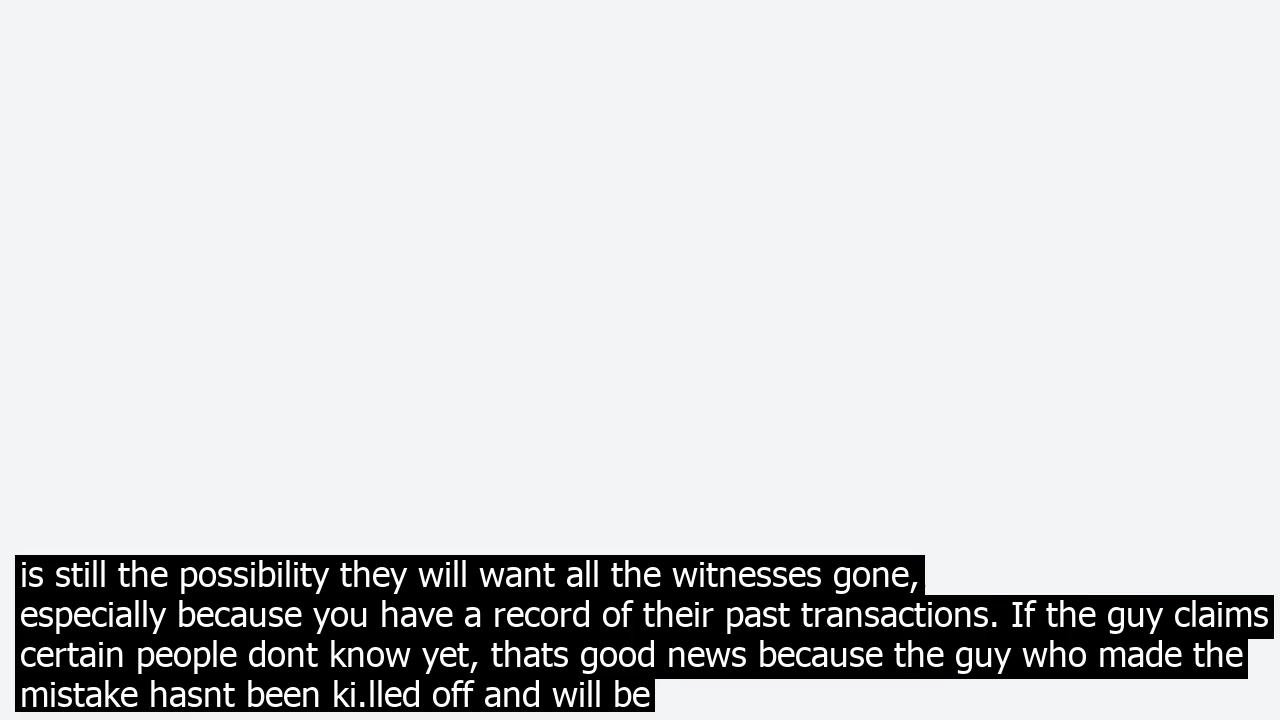 is still the possibility they will want all the witnesses gone,
especially because you have a record of their past transactions. If the guy claims
certain people dont know yet, thats good news because the guy who made the
mistake hasnt been ki.lled off and will be